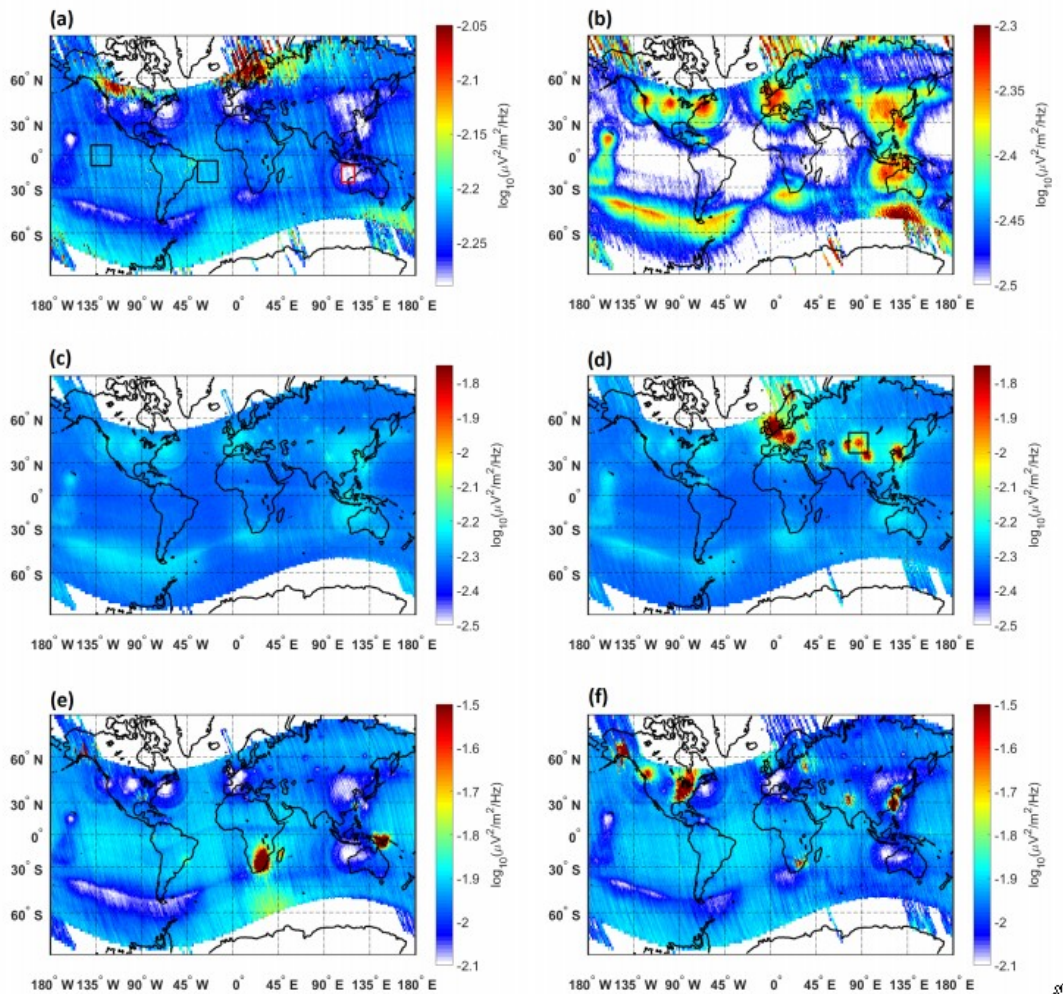 (a)
(b)
-2.05
-2.1
-2.15
-2.2
-2.25
log10(μV2/m2/Hz)
-2.3
-2.35
-2.4
-2.45
-2.5
log10(μV2/m2/Hz)
60° N
30° N
0°
30° S
60° S
180° W 135° W 90° W 45° W 0° 45° E 90° E 135° E 180° E
60° N
30° N
0°
30° S
60° S
180° W 135° W 90° W 45° W 0° 45° E 90° E 135° E 180° E
(c)
(d)
-1.8
-1.9
-2
-2.1
-2.2
-2.3
-2.4
-2.5
log10(μV2/m2/Hz)
-1.8
-1.9
-2
-2.1
-2.2
-2.3
-2.4
-2.5
log10(μV2/m2/Hz)
60° N
30° N
0°
30° S
60° S
180° W 135° W 90° W 45° W 0° 45° E 90° E 135° E 180° E
60° N
30° N
0°
30° S
60° S
180° W 135° W 90° W 45° W 0° 45° E 90° E 135° E 180° E
(e)
(f)
-1.5
-1.6
-1.7
-1.8
-1.9
-2
-2.1
log10(μV2/m2/Hz)
-1.5
-1.6
-1.7
-1.8
-1.9
-2
-2.1
log10(μV2/m2/Hz)
60° N
30° N
0°
30° S
60° S
180° W 135° W 90° W 45° W 0° 45° E 90° E 135° E 180° E
60° N
30° N
0°
30° S
60° S
180° W 135° W 90° W 45° W 0° 45° E 90° E 135° E 180° E